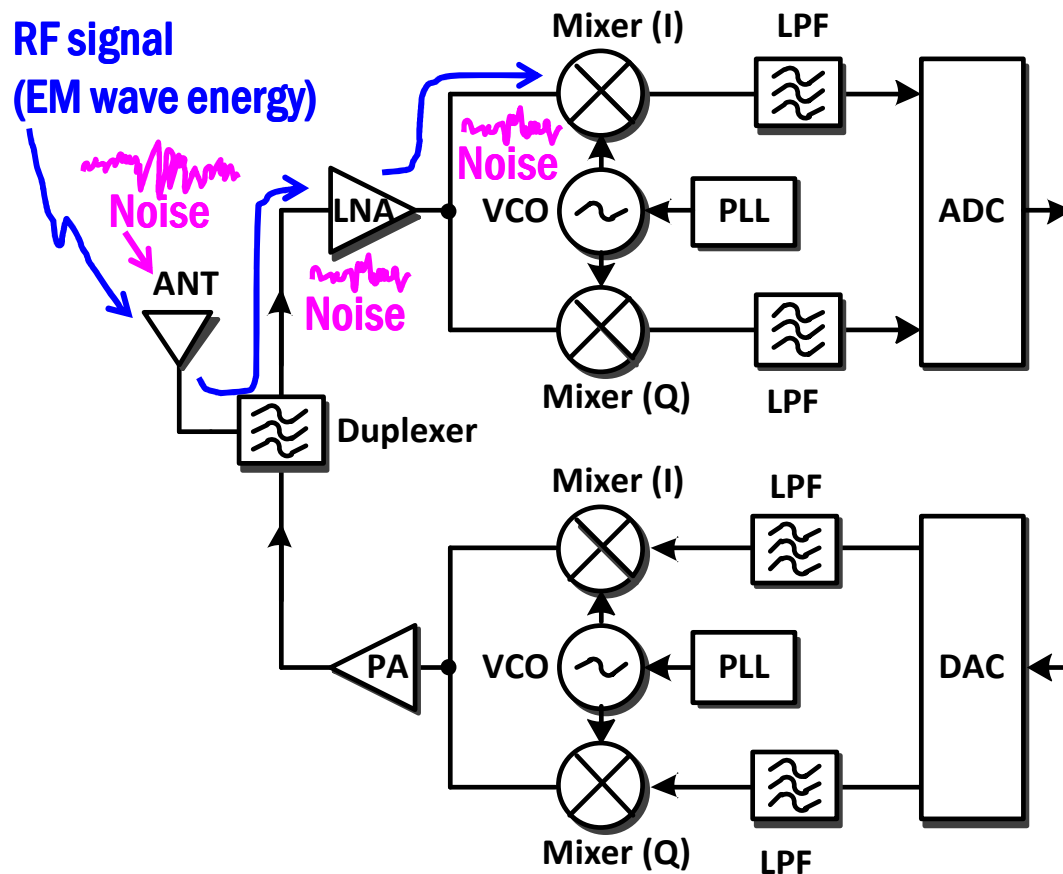 RF signal
(EM wave energy)
Noise
ANT
LNA
Noise
Noise
Duplexer
Mixer (I)
LPF
VCO
PLL
ADC
Mixer (Q)
LPF
Mixer (I)
LPF
PA
VCO
PLL
DAC
Mixer (Q)
LPF